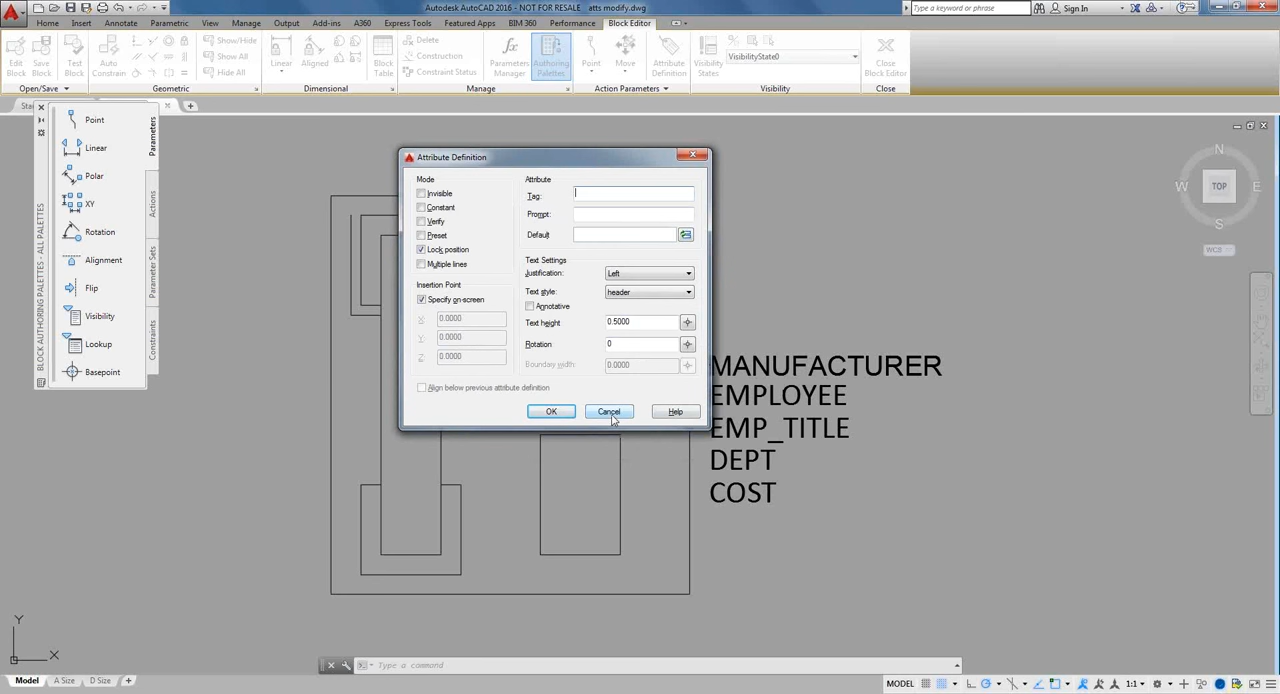 Autodesk AutoCAD 2016 - NOT FOR RESALE atts modify.dwg
Type a keyword or phrase
Sign In
Home Insert Annotate Parametric View Manage Output Add-ins A360 Express Tools Featured Apps BIM 360 Performance Block Editor
Edit Block
Save Block
Test Block
Auto Constrain
Show/Hide
Show All
Hide All
Linear
Aligned
Block Table
Delete
Construction
Constraint Status
Parameters Manager
Authoring Palettes
Point
Move
Attribute Definition
Visibility States
VisibilityState0
Close Block Editor
Open/Save
Geometric
Dimensional
Manage
Action Parameters
Visibility
Close
Point
Linear
Polar
XY
Rotation
Alignment
Flip
Visibility
Lookup
Basepoint
Parameters
Actions
Parameter Sets
Constraints
BLOCK AUTHORING PALETTES - ALL PALETTES
Attribute Definition
Mode
Invisible
Constant
Verify
Preset
Lock position
Multiple lines
Insertion Point
Specify on-screen
X: 0.0000
Y: 0.0000
Z: 0.0000
Attribute
Tag:
Prompt:
Default:
Text Settings
Justification: Left
Text style: header
Annotative
Text height: 0.5000
Rotation: 0
Boundary width: 0.0000
Align below previous attribute definition
OK Cancel Help
MANUFACTURER
EMPLOYEE
EMP_TITLE
DEPT
COST
N
W TOP E
S
WCS
Y
X
Type a command
Model A Size D Size
MODEL 1:1